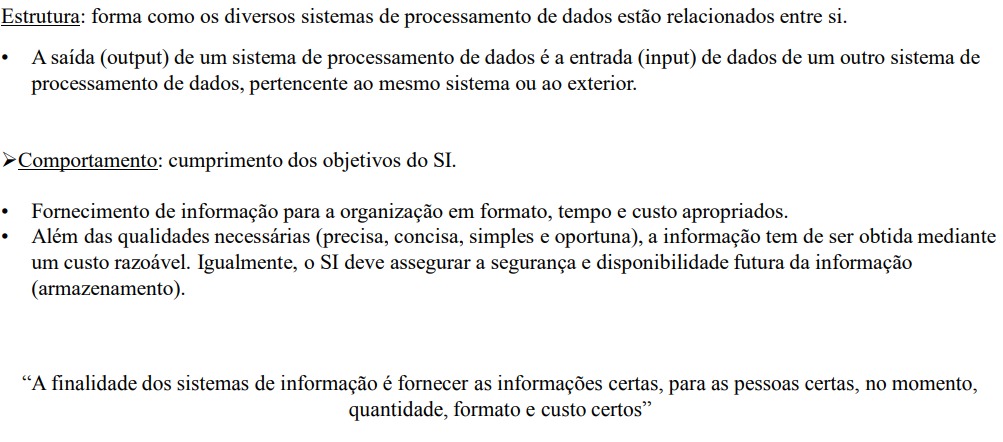 Estrutura: forma como os diversos sistemas de processamento de dados estão relacionados entre si.
• A saída (output) de um sistema de processamento de dados é a entrada (input) de dados de um outro sistema de
processamento de dados, pertencente ao mesmo sistema ou ao exterior.
➢Comportamento: cumprimento dos objetivos do SI.
• Fornecimento de informação para a organização em formato, tempo e custo apropriados.
• Além das qualidades necessárias (precisa, concisa, simples e oportuna), a informação tem de ser obtida mediante
um custo razoável. Igualmente, o SI deve assegurar a segurança e disponibilidade futura da informação
(armazenamento).
“A finalidade dos sistemas de informação é fornecer as informações certas, para as pessoas certas, no momento,
quantidade, formato e custo certos”